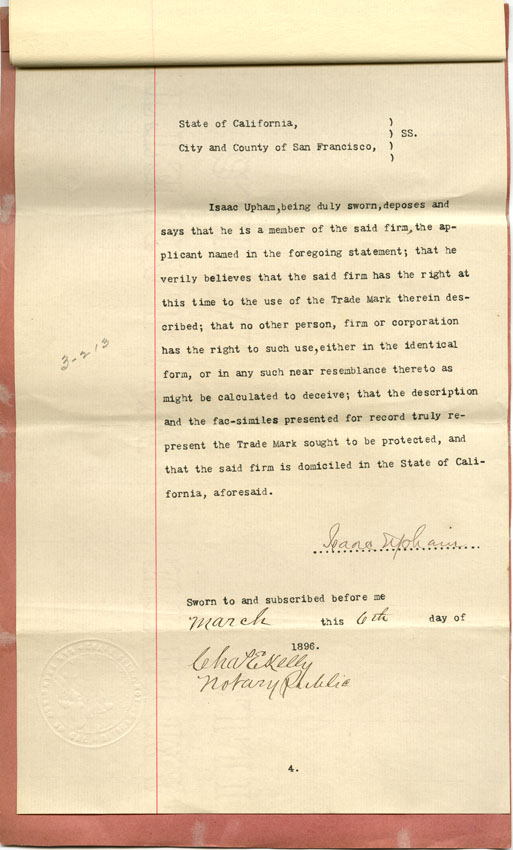 State of California, )
) SS.
City and County of San Francisco, )
)
Isaac Upham,being duly sworn,deposes and
says that he is a member of the said firm,the ap-
plicant named in the foregoing statement; that he
verily believes that the said firm has the right at
this time to the use of the Trade Mark therein des-
cribed; that no other person, firm or corporation
has the right to such use,either in the identical
form, or in any such near resemblance thereto as
might be calculated to deceive; that the description
and the fac-similes presented for record truly re-
present the Trade Mark sought to be protected, and
that the said firm is domiciled in the State of Cali-
fornia, aforesaid.
3-213
Isaac Upham
Sworn to and subscribed before me
March this 6th day of
1896.
Chas E Kelly
Notary Public
4.